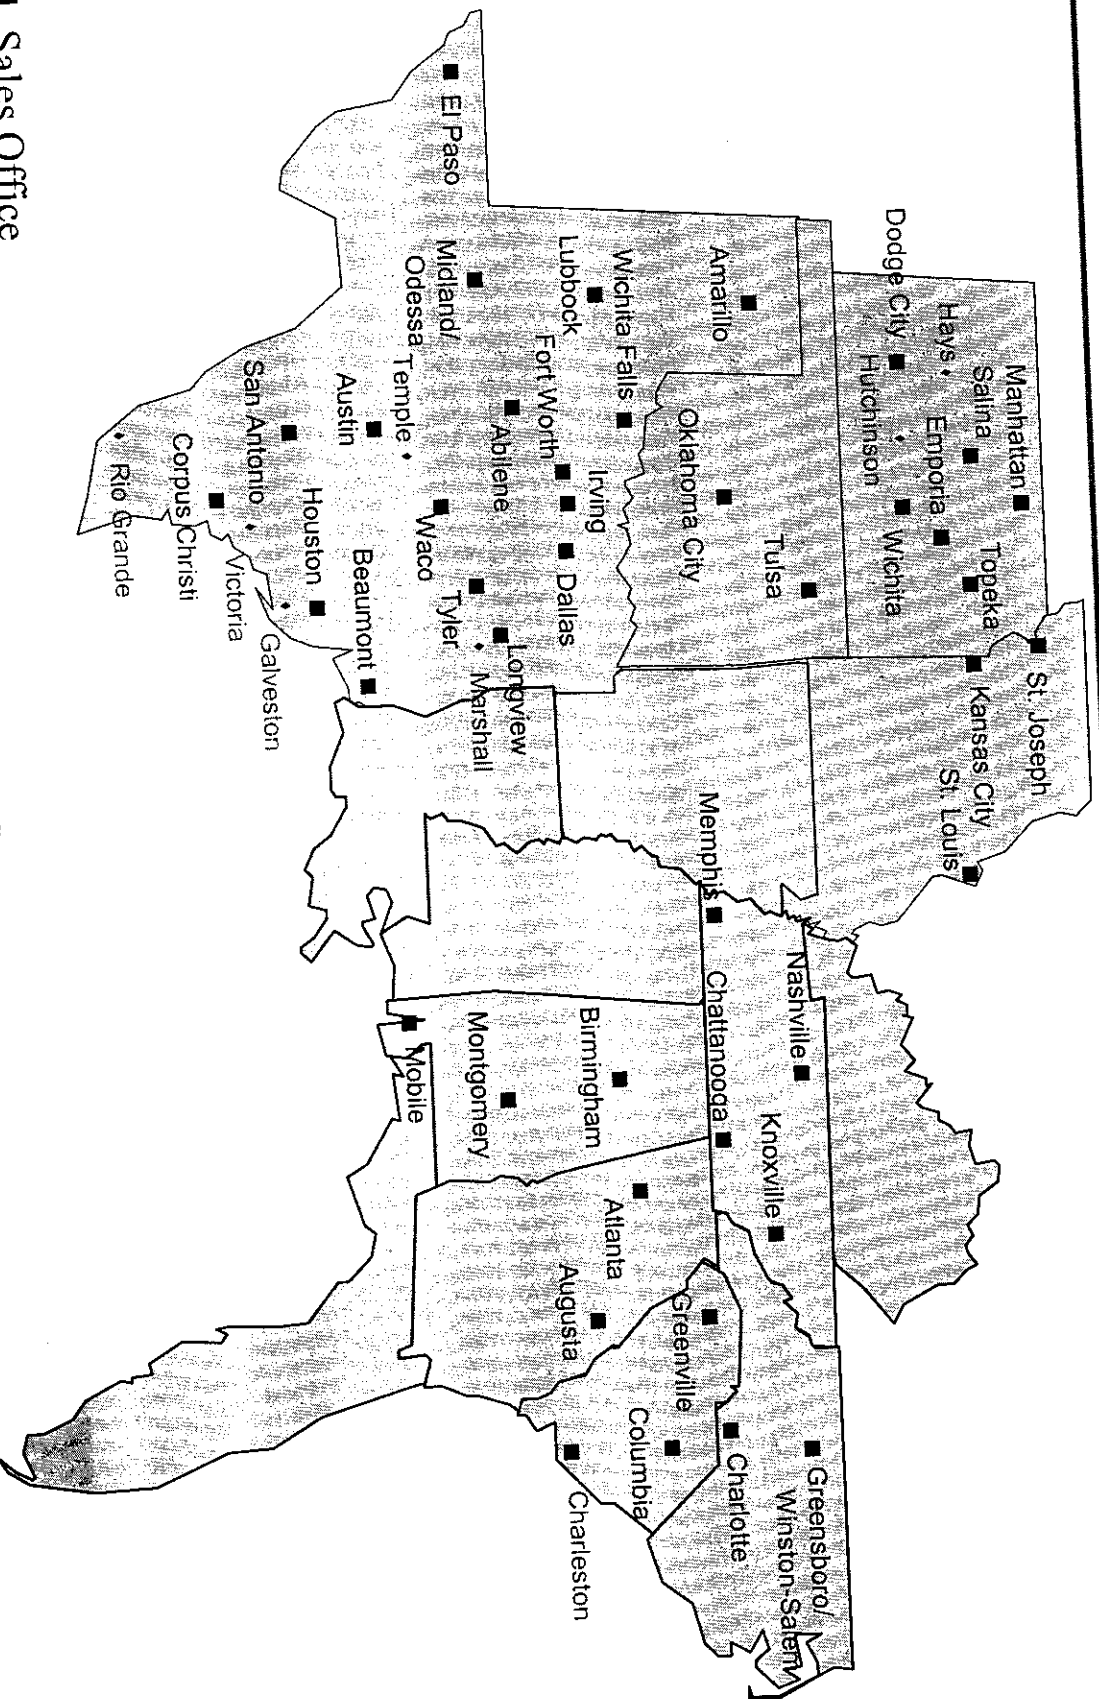 Manhattan
St. Joseph
Salina
Topeka
Kansas City
Hays
Emporia
St. Louis
Dodge City
Hutchinson
Wichita
Tulsa
Nashville
Knoxville
Greensboro/
Winston-Salem
Amarillo
Oklahoma City
Memphis
Chattanooga
Charlotte
Wichita Falls
Irving
Greenville
Columbia
Lubbock
Fort Worth
Dallas
Birmingham
Atlanta
Augusta
Charleston
Abilene
Longview
Midland/
Odessa
Tyler
Marshall
Montgomery
El Paso
Waco
Temple
Mobile
Austin
Beaumont
Houston
San Antonio
Galveston
Victoria
Corpus Christi
Rio Grande
Sales Office